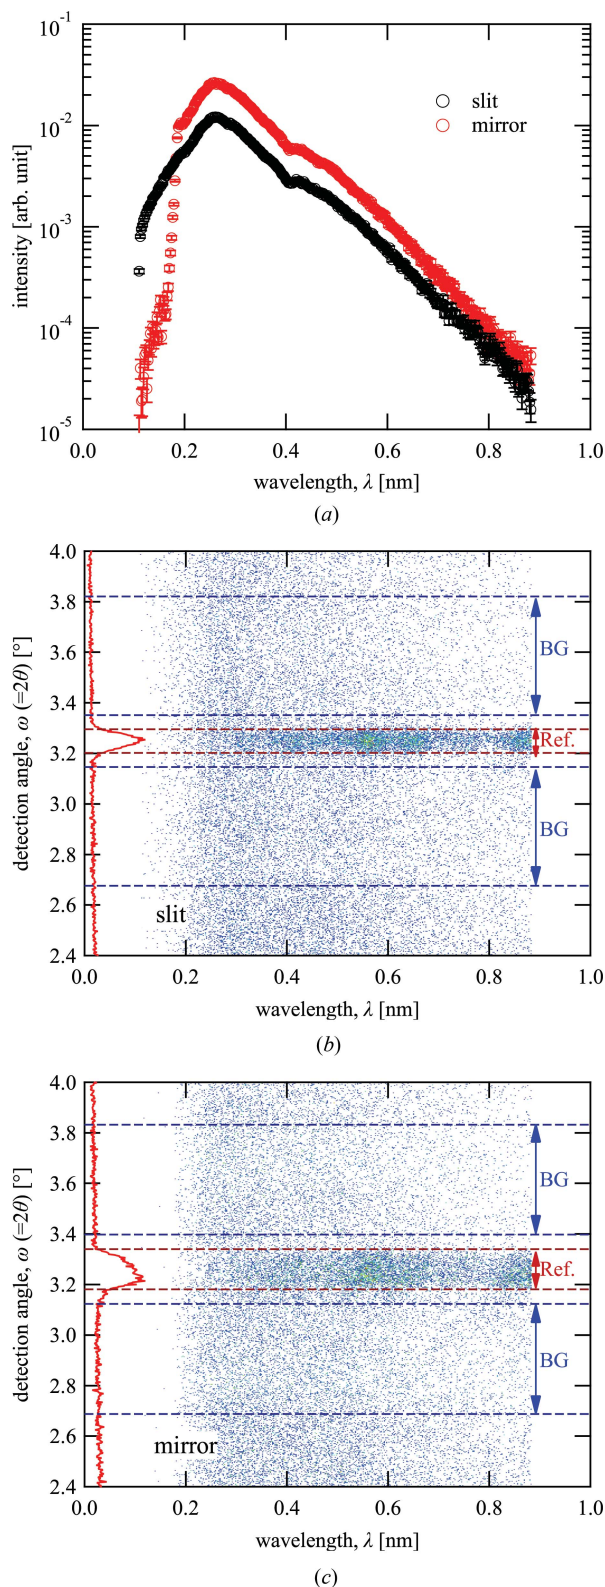 10-1
10-2
10-3
10-4
10-5
intensity [arb. unit]
slit
mirror
0.0 0.2 0.4 0.6 0.8 1.0
wavelength, λ [nm]
(a)
4.0
3.8
3.6
3.4
3.2
3.0
2.8
2.6
2.4
detection angle, ω (=2θ) [°]
BG
Ref.
BG
slit
0.0 0.2 0.4 0.6 0.8 1.0
wavelength, λ [nm]
(b)
4.0
3.8
3.6
3.4
3.2
3.0
2.8
2.6
2.4
detection angle, ω (=2θ) [°]
BG
Ref.
BG
mirror
0.0 0.2 0.4 0.6 0.8 1.0
wavelength, λ [nm]
(c)